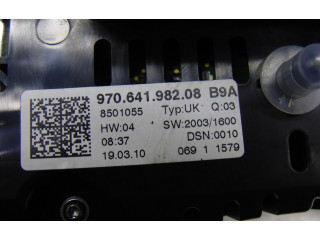 970.641.982.08 B9A
8501055 Typ:UK Q:03
HW:04 SW:2003/1600
08:37 DSN:0010
19.03.10 069 1 1579